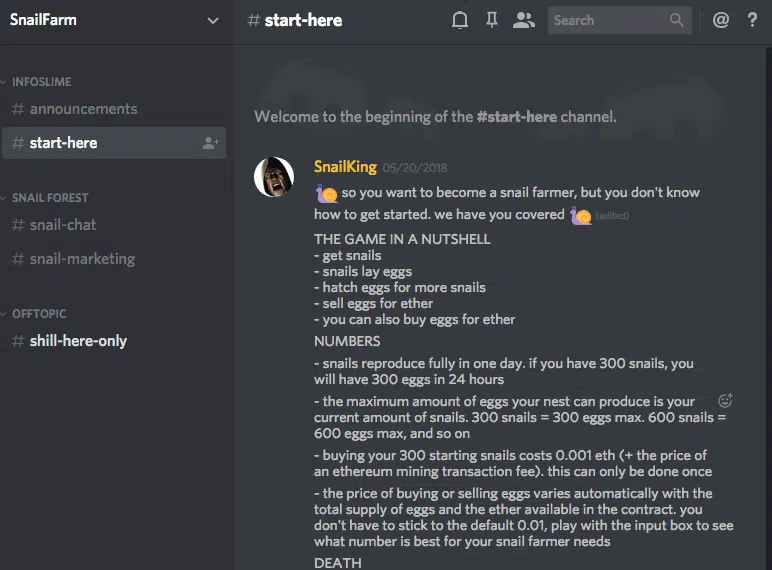 SnailFarm
INFOSLIME
# announcements
# start-here
SNAIL FOREST
# snail-chat
# snail-marketing
OFFTOPIC
# shill-here-only
# start-here
Search
@ ?
Welcome to the beginning of the #start-here channel.
SnailKing 05/20/2018
🐌 so you want to become a snail farmer, but you don't know
how to get started. we have you covered 🐌 (edited)
THE GAME IN A NUTSHELL
- get snails
- snails lay eggs
- hatch eggs for more snails
- sell eggs for ether
- you can also buy eggs for ether
NUMBERS
- snails reproduce fully in one day. if you have 300 snails, you
will have 300 eggs in 24 hours
- the maximum amount of eggs your nest can produce is your
current amount of snails. 300 snails = 300 eggs max. 600 snails =
600 eggs max, and so on
- buying your 300 starting snails costs 0.001 eth (+ the price of
an ethereum mining transaction fee). this can only be done once
- the price of buying or selling eggs varies automatically with the
total supply of eggs and the ether available in the contract. you
don't have to stick to the default 0.01, play with the input box to see
what number is best for your snail farmer needs
DEATH